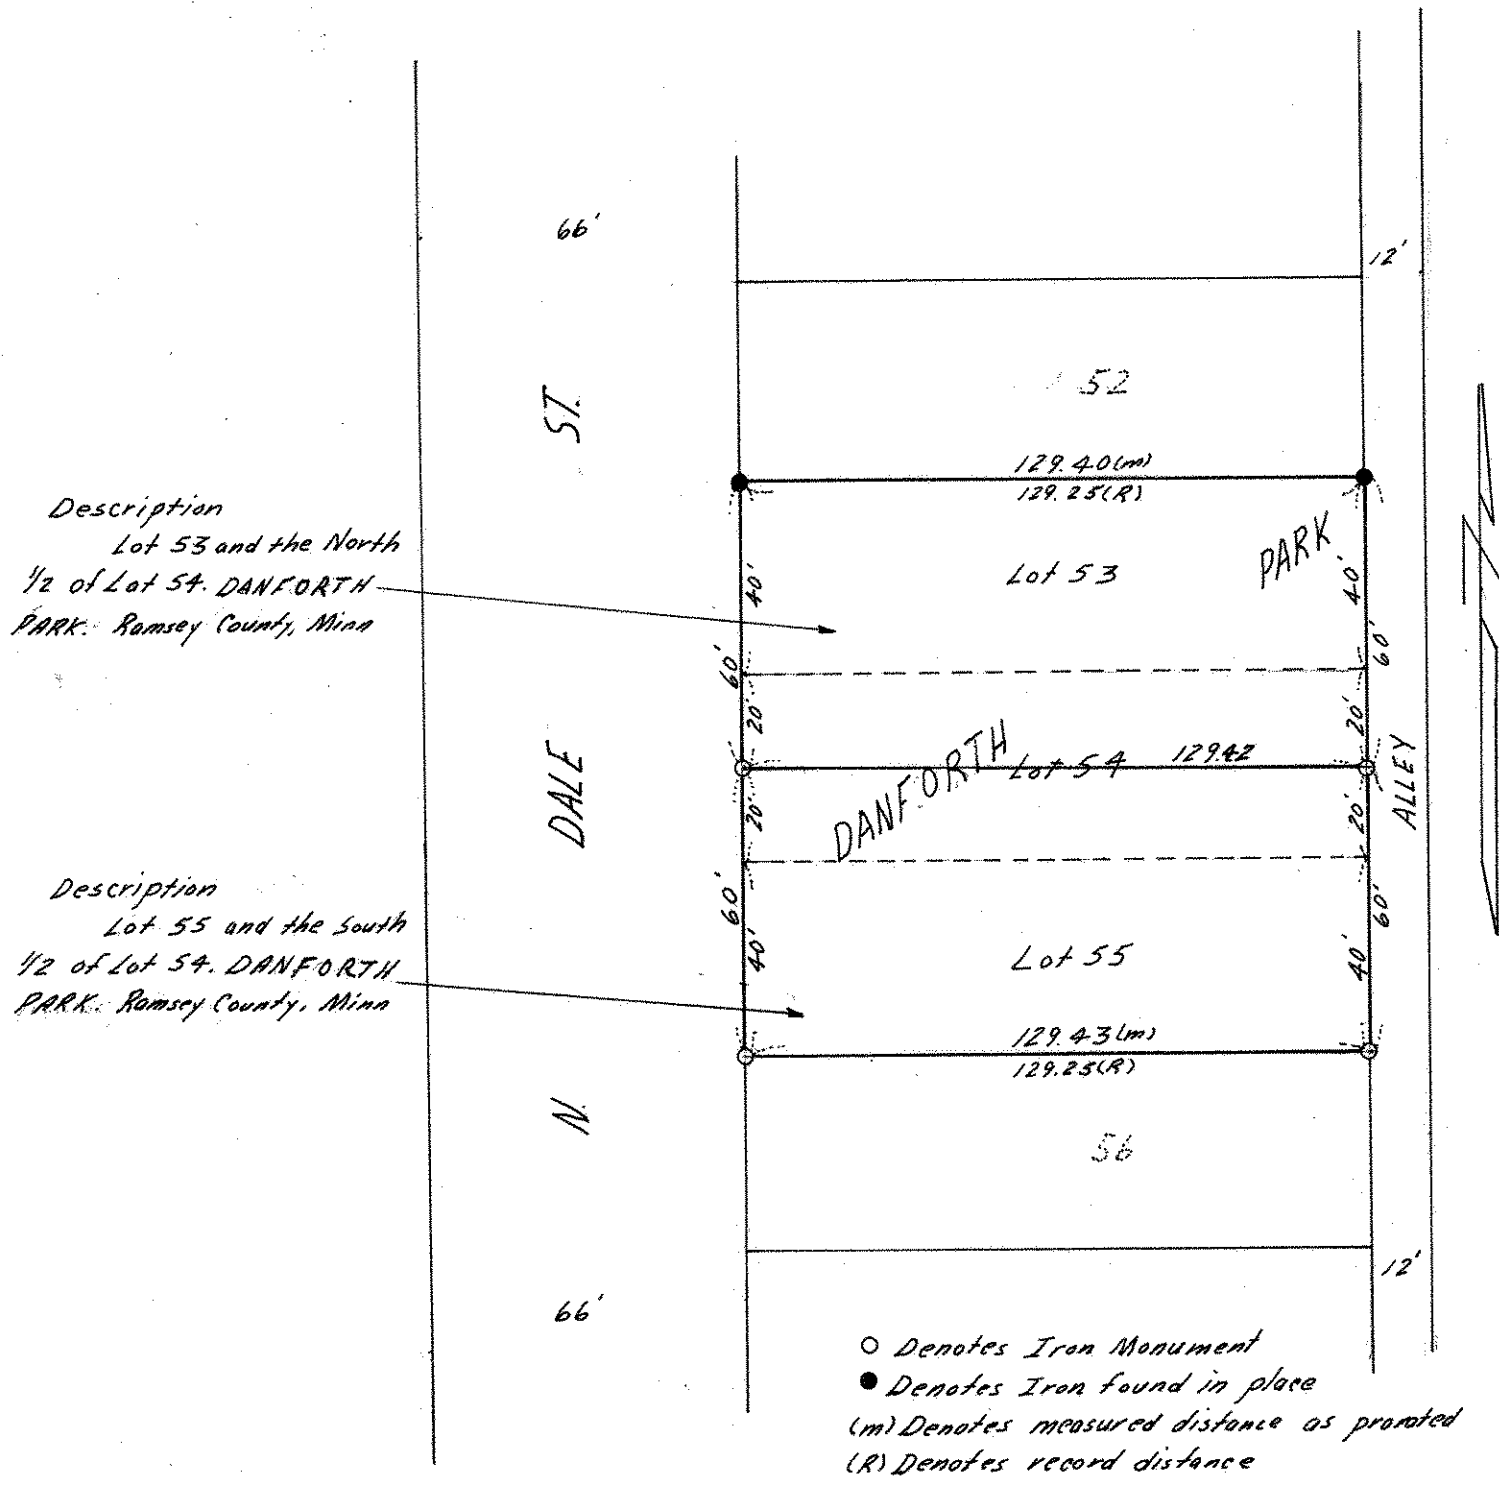 66'
12'
ST.
52
129.40(m)
129.25(R)
Description
Lot 53 and the North
1/2 of Lot 54. DANFORTH
PARK. Ramsey County, Minn
PARK
Lot 53
40'
40'
60'
60'
20'
20'
DALE
DANFORTH
Lot 54
129.42
ALLEY
20'
20'
60'
60'
40'
40'
Description
Lot 55 and the South
1/2 of Lot 54. DANFORTH
PARK. Ramsey County, Minn
Lot 55
129.43(m)
129.25(R)
N.
56
66'
12'
O Denotes Iron Monument
● Denotes Iron found in place
(m) Denotes measured distance as prorated
(R) Denotes record distance